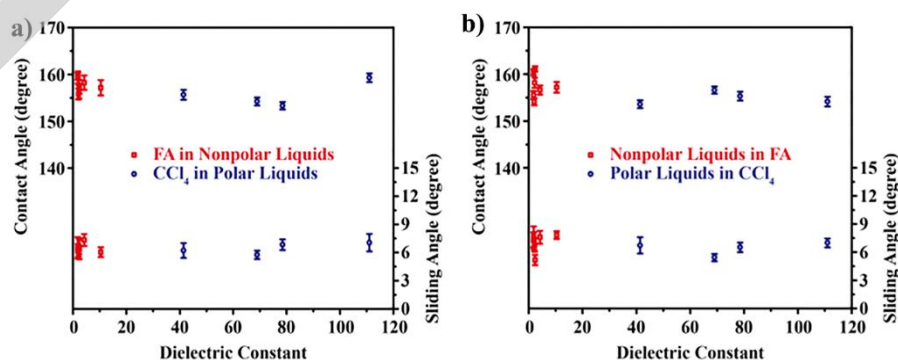 a)
170
160
150
140
Contact Angle (degree)
FA in Nonpolar Liquids
CCl₄ in Polar Liquids
15
12
9
6
3
0
Sliding Angle (degree)
0 20 40 60 80 100 120
Dielectric Constant
b)
170
160
150
140
Contact Angle (degree)
Nonpolar Liquids in FA
Polar Liquids in CCl₄
15
12
9
6
3
0
Sliding Angle (degree)
0 20 40 60 80 100 120
Dielectric Constant